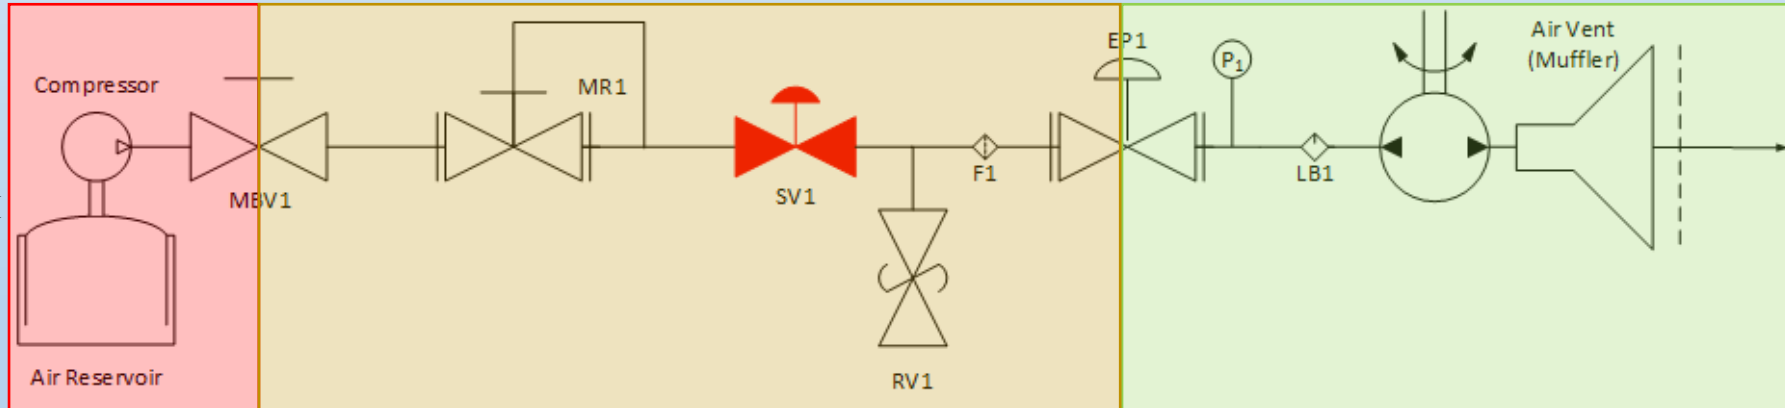 Compressor
MBV1
Air Reservoir
MR1
SV1
RV1
F1
EP1
P1
LB1
Air Vent
(Muffler)